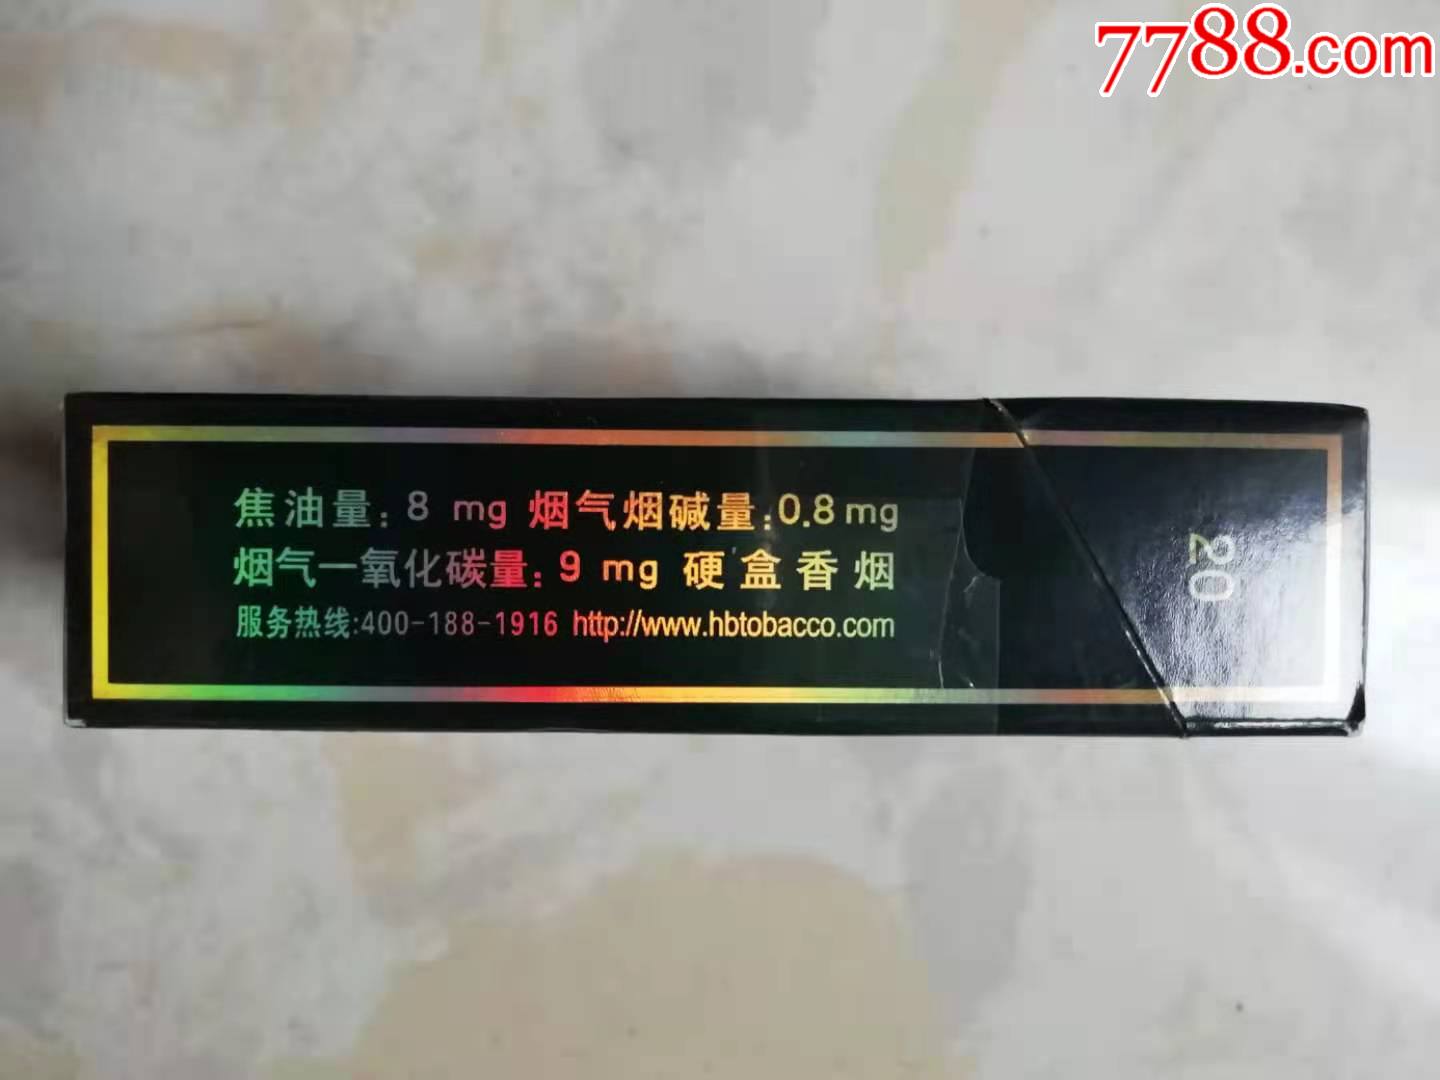 7788.com
焦油量: 8 mg 烟气烟碱量:0.8mg
烟气一氧化碳量: 9 mg 硬盒香烟
服务热线:400-188-1916 http://www.hbtobacco.com
20